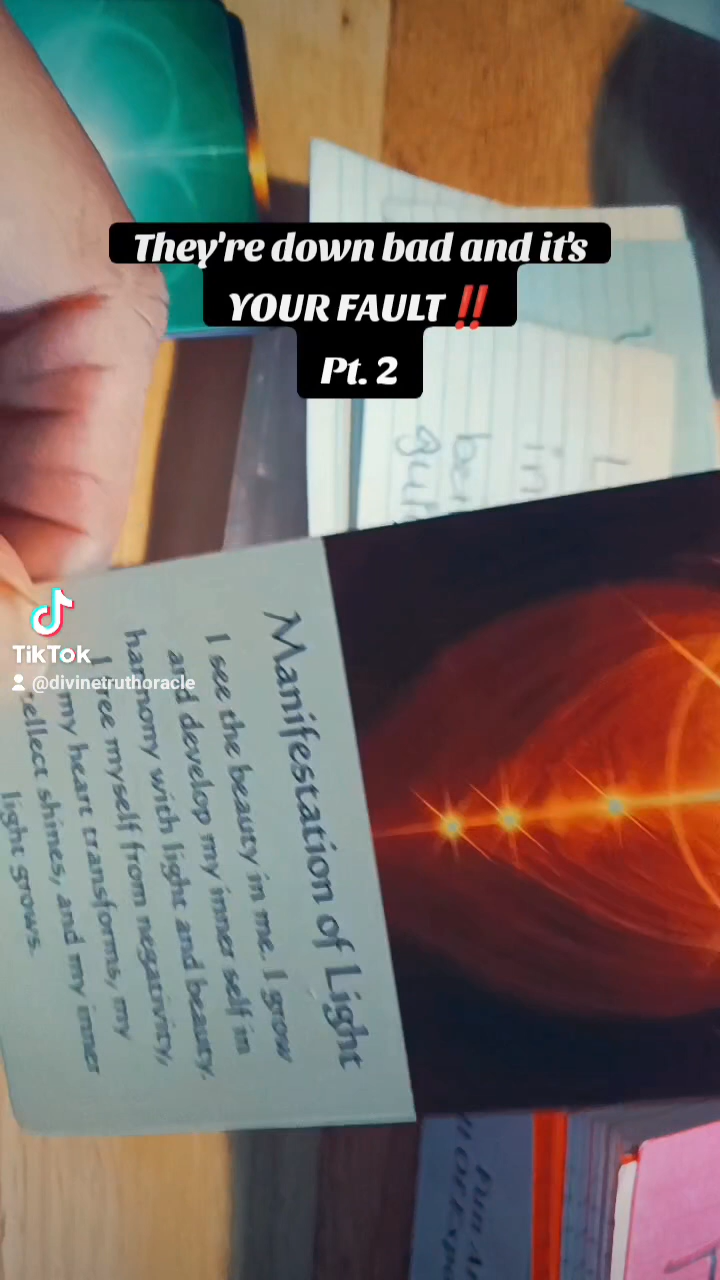 They're down bad and it's
YOUR FAULT ‼️
Pt. 2
TikTok
@divinetruthoracle
Manifestation of Light
I see the beauty in me. I grow
and develop my inner self in
harmony with light and beauty.
I free myself from negativity,
my heart transforms, my
shines, and my inner
light grows.
in